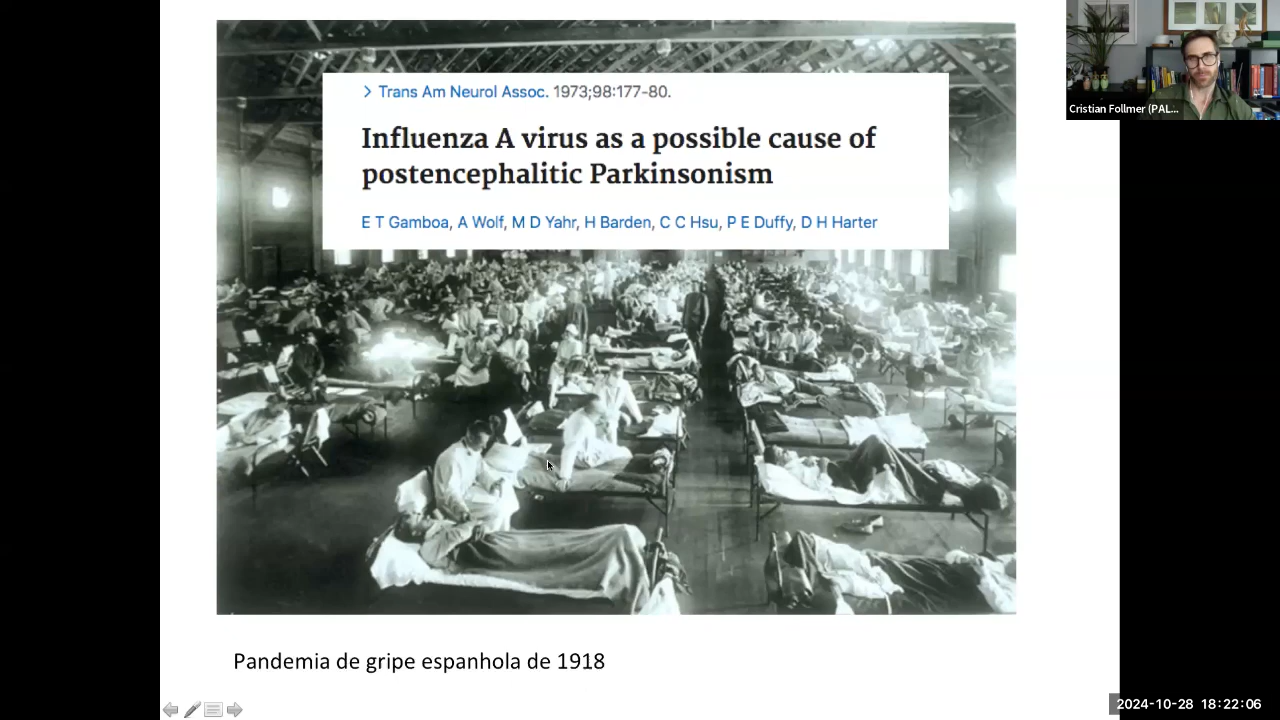 > Trans Am Neurol Assoc. 1973;98:177-80.
Influenza A virus as a possible cause of
postencephalitic Parkinsonism
E T Gamboa, A Wolf, M D Yahr, H Barden, C C Hsu, P E Duffy, D H Harter
Cristian Follmer (PAL...
Pandemia de gripe espanhola de 1918
2024-10-28 18:22:06